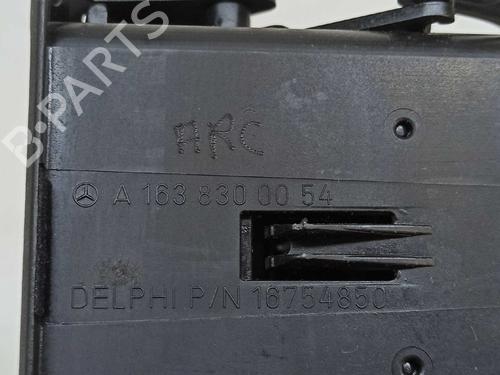 B-PARTS
ARC
A 163 830 00 54
DELPHI P/N 16754850